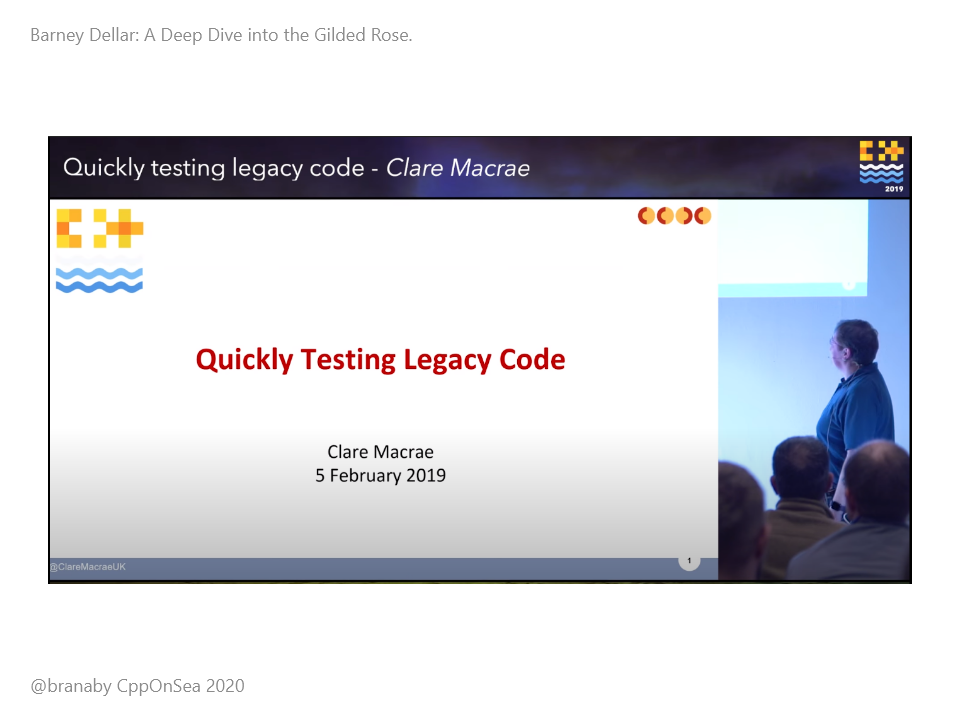 Barney Dellar: A Deep Dive into the Gilded Rose.
Quickly testing legacy code - Clare Macrae
2019
Quickly Testing Legacy Code
Clare Macrae
5 February 2019
@ClareMacraeUK
1
@branaby CppOnSea 2020